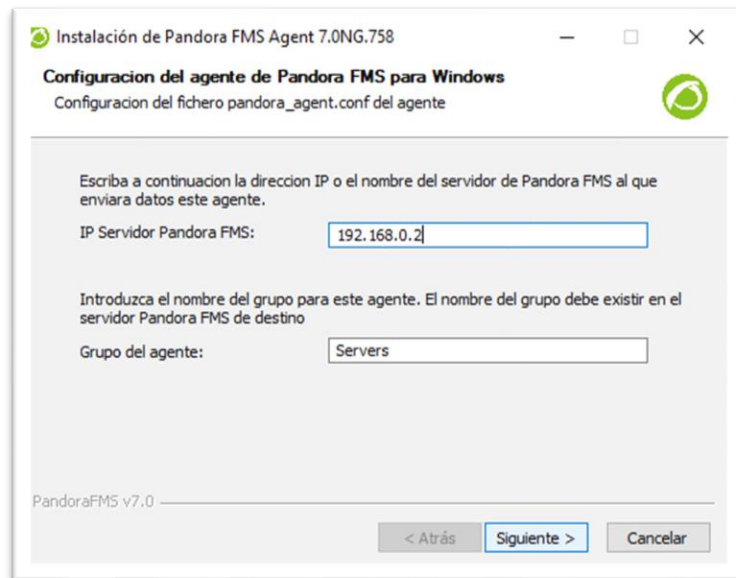 Instalación de Pandora FMS Agent 7.0NG.758
Configuracion del agente de Pandora FMS para Windows
Configuracion del fichero pandora_agent.conf del agente
Escriba a continuacion la direccion IP o el nombre del servidor de Pandora FMS al que
enviara datos este agente.
IP Servidor Pandora FMS: 192.168.0.2
Introduzca el nombre del grupo para este agente. El nombre del grupo debe existir en el
servidor Pandora FMS de destino
Grupo del agente: Servers
PandoraFMS v7.0
< Atrás Siguiente > Cancelar